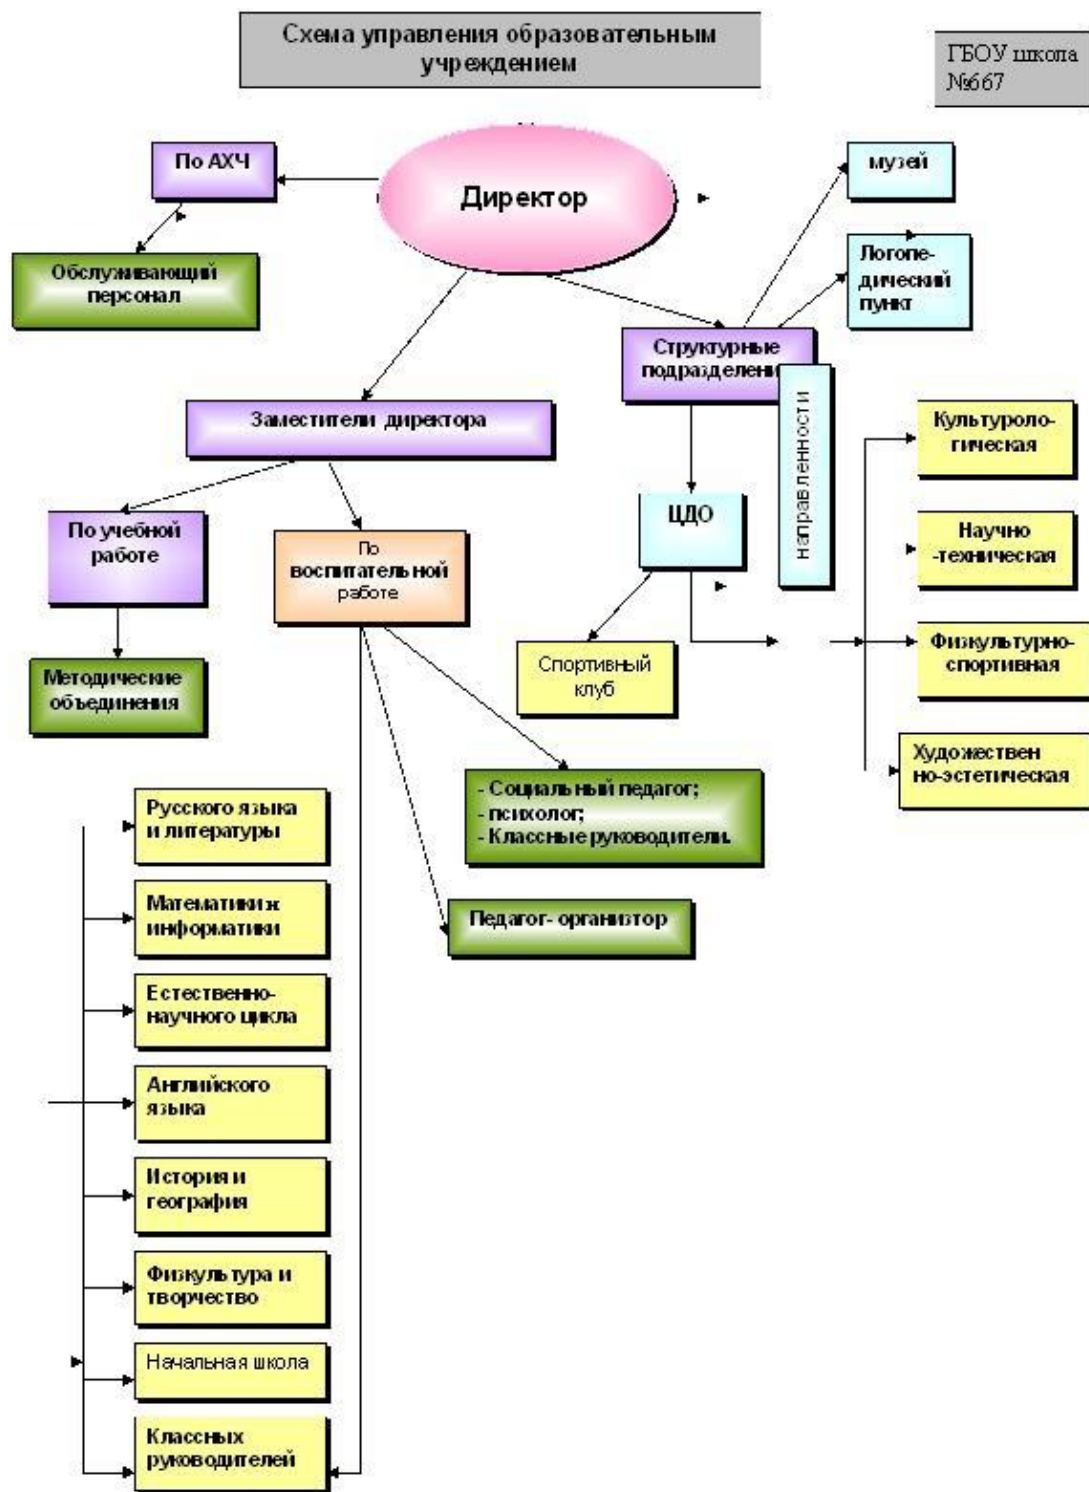 Схема управления образовательным
учреждением
ГБОУ школа
№667
По АХЧ
Директор
музей
Обслуживающий
персонал
Логопе-
дический
пункт
Структурные
подразделени
Заместители директора
направленности
Культуроло-
гическая
ЦДО
По учебной
работе
По
воспитательной
работе
Научно
-техническая
Физкультурно-
спортивная
Спортивный
клуб
Методические
объединения
Художествен
но-эстетическая
- Социальный педагог;
- психолог;
- Классные руководители.
Русского языка
и литературы
Математики и
информатики
Педагог- организтор
Естественно-
научного цикла
Английского
языка
История и
география
Физкультура и
творчество
Начальная школа
Классных
руководителей